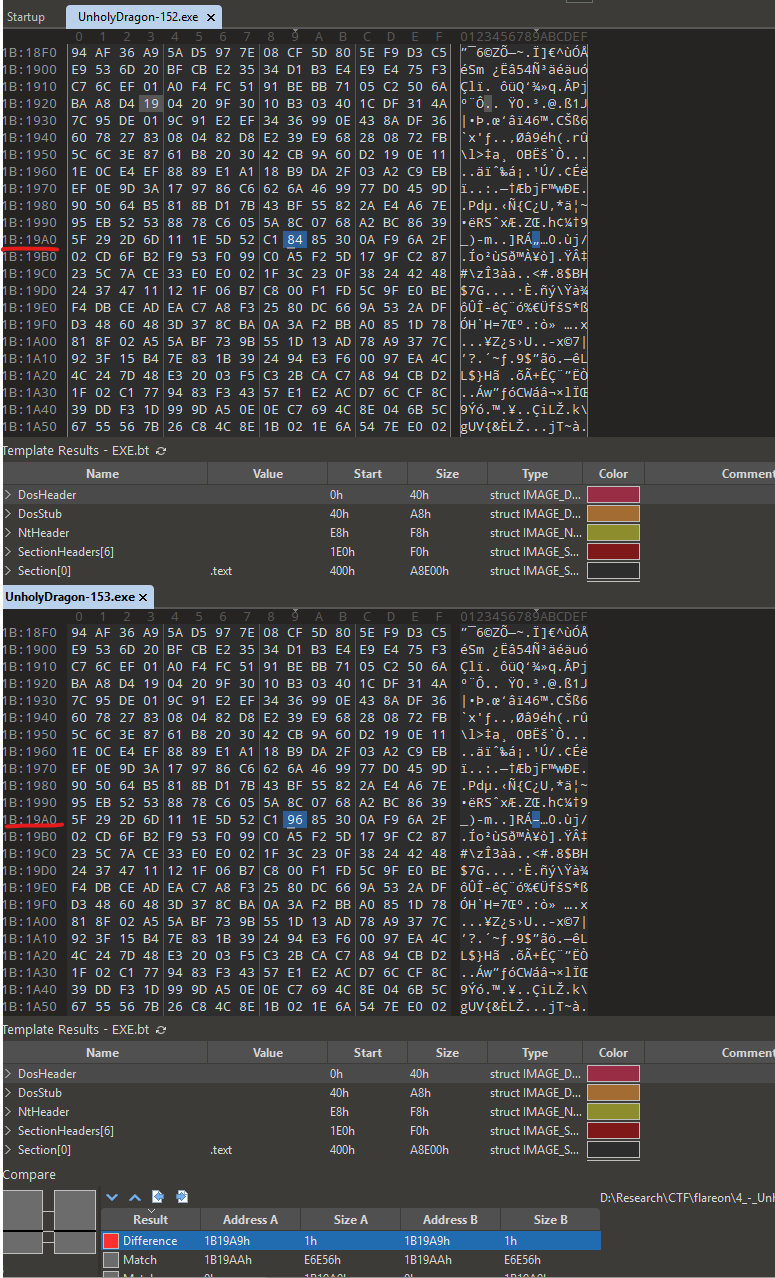 Startup UnholyDragon-152.exe ×
0 1 2 3 4 5 6 7 8 9 A B C D E F 0123456789ABCDEF
1B:18F0 94 AF 36 A9 5A D5 97 7E 08 CF 5D 80 5E F9 D3 C5 ”¯6©ZÕ—~.Ï]€^ùÓÅ
1B:1900 E9 53 6D 20 BF CB E2 35 34 D1 B3 E4 E9 E4 75 F3 éSm ¿Ëâ54Ñ³äéäuó
1B:1910 C7 6C EF 01 A0 F4 FC 51 91 BE BB 71 05 C2 50 6A Çlï. ôüQ‘¾»q.ÂPj
1B:1920 BA A8 D4 19 04 20 9F 30 10 B3 03 40 1C DF 31 4A º¨Ô.. Ÿ0.³.@.ß1J
1B:1930 7C 95 DE 01 9C 91 E2 EF 34 36 99 0E 43 8A DF 36 |•Þ.œ‘âï46™.CŠß6
1B:1940 60 78 27 83 08 04 82 D8 E2 39 E9 68 28 08 72 FB `x'ƒ..‚Øâ9éh(.rû
1B:1950 5C 6C 3E 87 61 B8 20 30 42 CB 9A 60 D2 19 0E 11 \l>‡a¸ 0BËš`Ò...
1B:1960 1E 0C E4 EF 88 89 E1 A1 18 B9 DA 2F 03 A2 C9 EB ..äïˆ‰á¡.¹Ú/.¢Éë
1B:1970 EF 0E 9D 3A 17 97 86 C6 62 6A 46 99 77 D0 45 9D ï..:.—†ÆbjF™wÐE.
1B:1980 90 50 64 B5 81 8B D1 7B 43 BF 55 82 2A E4 A6 7E .Pdµ.‹Ñ{C¿U‚*ä¦~
1B:1990 95 EB 52 53 88 78 C6 05 5A 8C 07 68 A2 BC 86 39 •ëRSˆxÆ.ZŒ.h¢¼†9
1B:19A0 5F 29 2D 6D 11 1E 5D 52 C1 84 85 30 0A F9 6A 2F _)-m..]RÁ„…0.ùj/
1B:19B0 02 CD 6F B2 F9 53 F0 99 C0 A5 F2 5D 17 9F C2 87 .Ío²ùSð™À¥ò].ŸÂ‡
1B:19C0 23 5C 7A CE 33 E0 E0 02 1F 3C 23 0F 38 24 42 48 #\zÎ3àà..<#.8$BH
1B:19D0 24 37 47 11 12 1F 06 B7 C8 00 F1 FD 5C 9F E0 BE $7G....·È.ñý\Ÿà¾
1B:19E0 F4 DB CE AD EA C7 A8 F3 25 80 DC 66 9A 53 2A DF ôÛÎ-êÇ¨ó%€ÜfšS*ß
1B:19F0 D3 48 60 48 3D 37 8C BA 0A 3A F2 BB A0 85 1D 78 ÓH`H=7Œº.:ò» ….x
1B:1A00 81 8F 02 A5 5A BF 73 9B 55 1D 13 AD 78 A9 37 7C ...¥Z¿s›U..-x©7|
1B:1A10 92 3F 15 B4 7E 83 1B 39 24 94 E3 F6 00 97 EA 4C ’?.´~ƒ.9$”ãö.—êL
1B:1A20 4C 24 7D 48 E3 20 03 F5 C3 2B CA C7 A8 94 CB D2 L$}Hã .õÃ+ÊÇ¨”ËÒ
1B:1A30 1F 02 C1 77 94 83 F3 43 57 E1 E2 AC D7 6C CF 8C ..Áw”ƒóCWáâ¬×lÏŒ
1B:1A40 39 DD F3 1D 99 9D A5 0E 0E C7 69 4C 8E 04 6B 5C 9Ýó.™.¥..ÇiLŽ.k\
1B:1A50 67 55 56 7B 26 C8 4C 8E 1B 02 1E 6A 54 7E E0 02 gUV{&ÈLŽ...jT~à.
Template Results - EXE.bt
Name Value Start Size Type Color Comment
> DosHeader 0h 40h struct IMAGE_D...
> DosStub 40h A8h struct IMAGE_D...
> NtHeader E8h F8h struct IMAGE_N...
> SectionHeaders[6] 1E0h F0h struct IMAGE_S...
> Section[0] .text 400h A8E00h struct IMAGE_S...
UnholyDragon-153.exe ×
0 1 2 3 4 5 6 7 8 9 A B C D E F 0123456789ABCDEF
1B:18F0 94 AF 36 A9 5A D5 97 7E 08 CF 5D 80 5E F9 D3 C5 ”¯6©ZÕ—~.Ï]€^ùÓÅ
1B:1900 E9 53 6D 20 BF CB E2 35 34 D1 B3 E4 E9 E4 75 F3 éSm ¿Ëâ54Ñ³äéäuó
1B:1910 C7 6C EF 01 A0 F4 FC 51 91 BE BB 71 05 C2 50 6A Çlï. ôüQ‘¾»q.ÂPj
1B:1920 BA A8 D4 19 04 20 9F 30 10 B3 03 40 1C DF 31 4A º¨Ô.. Ÿ0.³.@.ß1J
1B:1930 7C 95 DE 01 9C 91 E2 EF 34 36 99 0E 43 8A DF 36 |•Þ.œ‘âï46™.CŠß6
1B:1940 60 78 27 83 08 04 82 D8 E2 39 E9 68 28 08 72 FB `x'ƒ..‚Øâ9éh(.rû
1B:1950 5C 6C 3E 87 61 B8 20 30 42 CB 9A 60 D2 19 0E 11 \l>‡a¸ 0BËš`Ò...
1B:1960 1E 0C E4 EF 88 89 E1 A1 18 B9 DA 2F 03 A2 C9 EB ..äïˆ‰á¡.¹Ú/.¢Éë
1B:1970 EF 0E 9D 3A 17 97 86 C6 62 6A 46 99 77 D0 45 9D ï..:.—†ÆbjF™wÐE.
1B:1980 90 50 64 B5 81 8B D1 7B 43 BF 55 82 2A E4 A6 7E .Pdµ.‹Ñ{C¿U‚*ä¦~
1B:1990 95 EB 52 53 88 78 C6 05 5A 8C 07 68 A2 BC 86 39 •ëRSˆxÆ.ZŒ.h¢¼†9
1B:19A0 5F 29 2D 6D 11 1E 5D 52 C1 96 85 30 0A F9 6A 2F _)-m..]RÁ–…0.ùj/
1B:19B0 02 CD 6F B2 F9 53 F0 99 C0 A5 F2 5D 17 9F C2 87 .Ío²ùSð™À¥ò].ŸÂ‡
1B:19C0 23 5C 7A CE 33 E0 E0 02 1F 3C 23 0F 38 24 42 48 #\zÎ3àà..<#.8$BH
1B:19D0 24 37 47 11 12 1F 06 B7 C8 00 F1 FD 5C 9F E0 BE $7G....·È.ñý\Ÿà¾
1B:19E0 F4 DB CE AD EA C7 A8 F3 25 80 DC 66 9A 53 2A DF ôÛÎ-êÇ¨ó%€ÜfšS*ß
1B:19F0 D3 48 60 48 3D 37 8C BA 0A 3A F2 BB A0 85 1D 78 ÓH`H=7Œº.:ò» ….x
1B:1A00 81 8F 02 A5 5A BF 73 9B 55 1D 13 AD 78 A9 37 7C ...¥Z¿s›U..-x©7|
1B:1A10 92 3F 15 B4 7E 83 1B 39 24 94 E3 F6 00 97 EA 4C ’?.´~ƒ.9$”ãö.—êL
1B:1A20 4C 24 7D 48 E3 20 03 F5 C3 2B CA C7 A8 94 CB D2 L$}Hã .õÃ+ÊÇ¨”ËÒ
1B:1A30 1F 02 C1 77 94 83 F3 43 57 E1 E2 AC D7 6C CF 8C ..Áw”ƒóCWáâ¬×lÏŒ
1B:1A40 39 DD F3 1D 99 9D A5 0E 0E C7 69 4C 8E 04 6B 5C 9Ýó.™.¥..ÇiLŽ.k\
1B:1A50 67 55 56 7B 26 C8 4C 8E 1B 02 1E 6A 54 7E E0 02 gUV{&ÈLŽ...jT~à.
Template Results - EXE.bt
Name Value Start Size Type Color Comment
> DosHeader 0h 40h struct IMAGE_D...
> DosStub 40h A8h struct IMAGE_D...
> NtHeader E8h F8h struct IMAGE_N...
> SectionHeaders[6] 1E0h F0h struct IMAGE_S...
> Section[0] .text 400h A8E00h struct IMAGE_S...
Compare
D:\Research\CTF\flareon\4_-_Unh
Result Address A Size A Address B Size B
Difference 1B19A9h 1h 1B19A9h 1h
Match 1B19AAh E6E56h 1B19AAh E6E56h